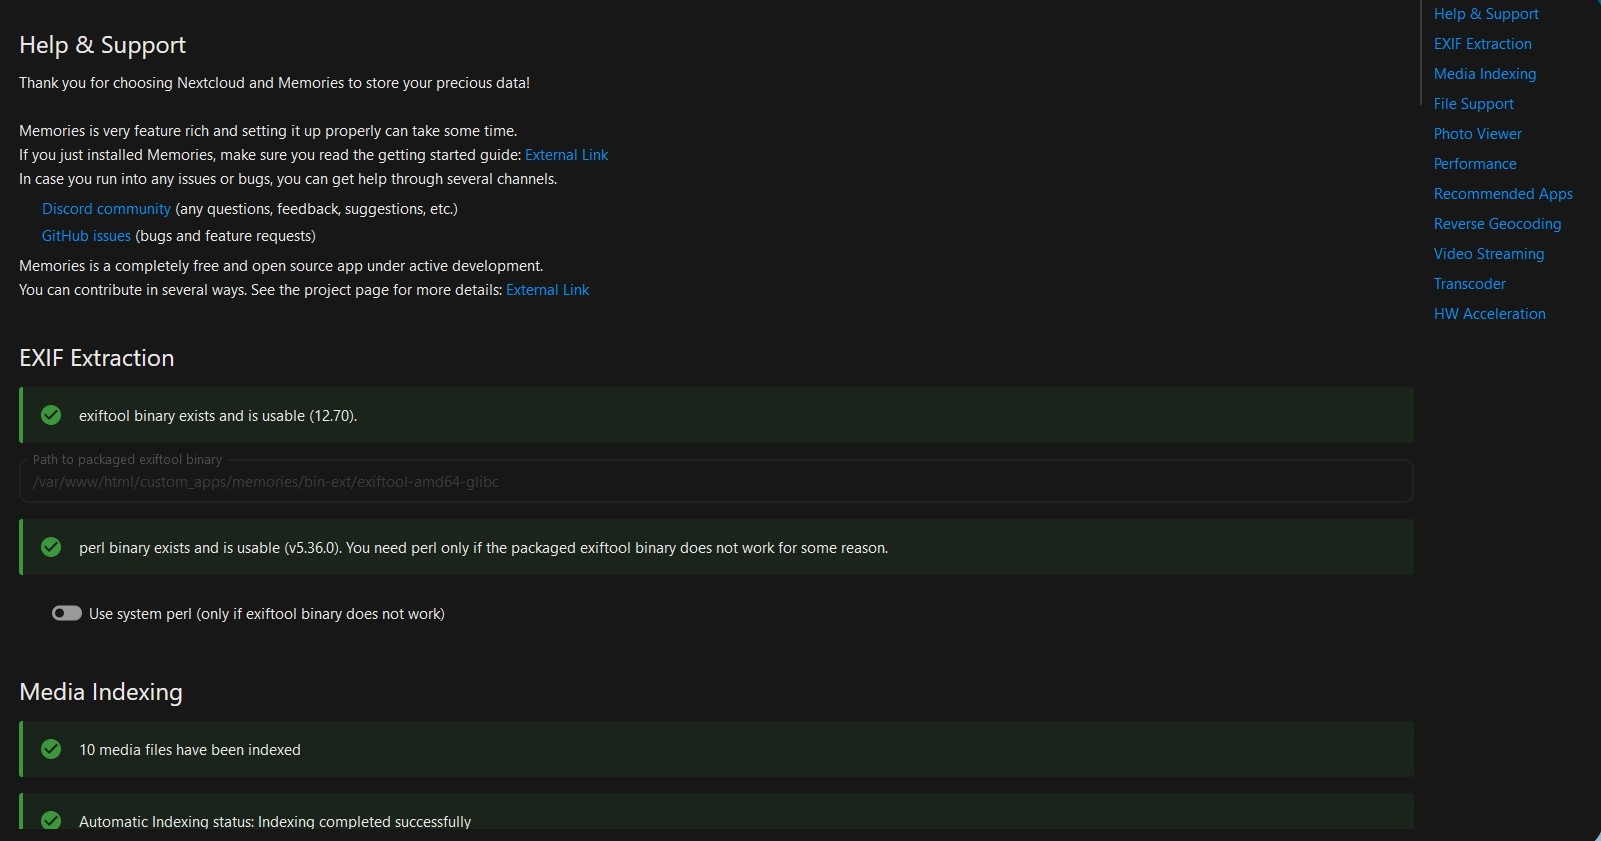 Help & Support
Thank you for choosing Nextcloud and Memories to store your precious data!
Memories is very feature rich and setting it up properly can take some time.
If you just installed Memories, make sure you read the getting started guide: External Link
In case you run into any issues or bugs, you can get help through several channels.
Discord community (any questions, feedback, suggestions, etc.)
GitHub issues (bugs and feature requests)
Memories is a completely free and open source app under active development.
You can contribute in several ways. See the project page for more details: External Link
EXIF Extraction
exiftool binary exists and is usable (12.70).
Path to packaged exiftool binary
/var/www/html/custom_apps/memories/bin-ext/exiftool-amd64-glibc
perl binary exists and is usable (v5.36.0). You need perl only if the packaged exiftool binary does not work for some reason.
Use system perl (only if exiftool binary does not work)
Media Indexing
10 media files have been indexed
Automatic Indexing status: Indexing completed successfully
Help & Support
EXIF Extraction
Media Indexing
File Support
Photo Viewer
Performance
Recommended Apps
Reverse Geocoding
Video Streaming
Transcoder
HW Acceleration